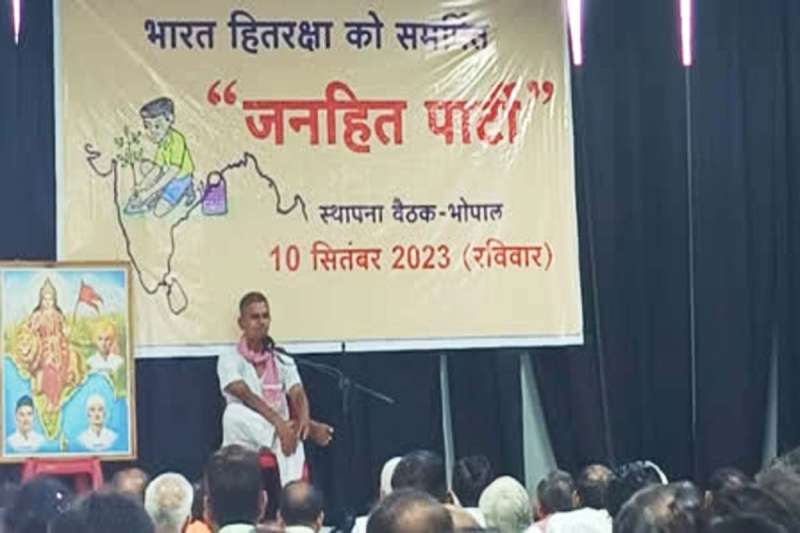 भारत हितरक्षा को समर्पित
“जनहित पार्टी”
स्थापना बैठक-भोपाल
10 सितंबर 2023 (रविवार)